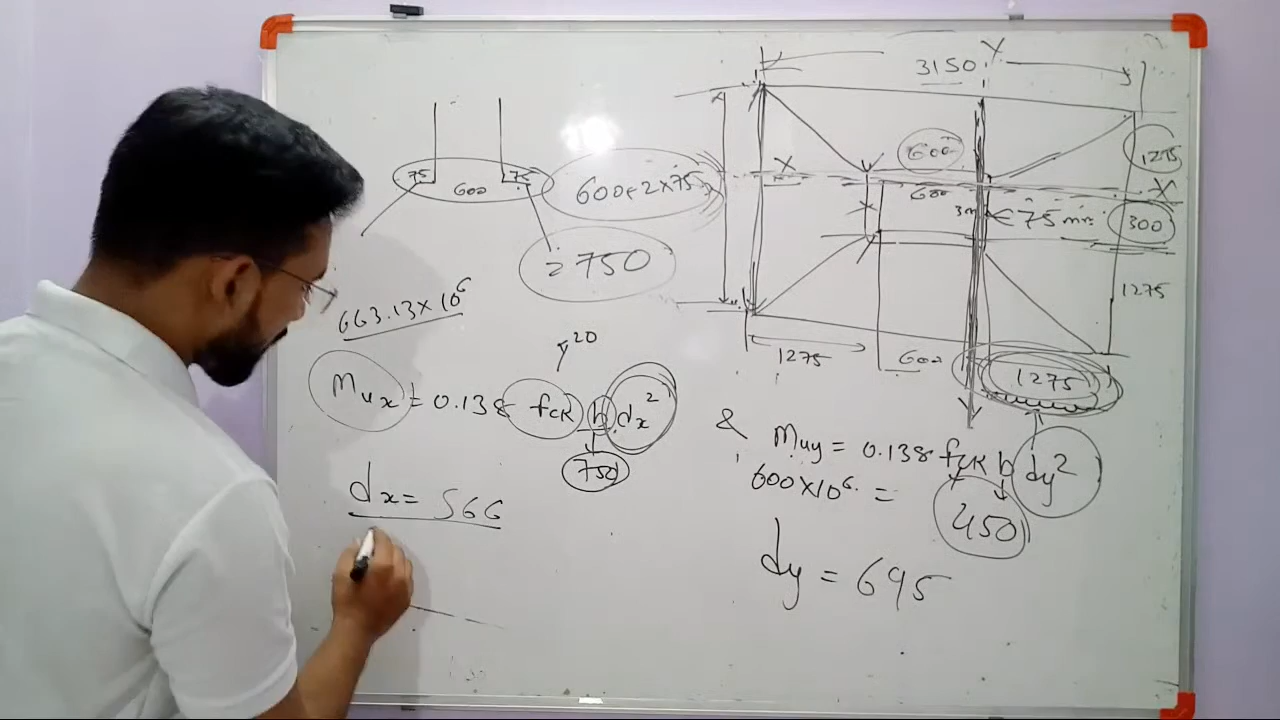 75 600 75
600+2×75
= 750
663.13×10⁶
20
Mux = 0.138 fck b dx²
750
dx = 566
Y
3150
600
1275
X X
600
75 mm
300
1275
1275
600
1275
& Muy = 0.138 fck b dy²
600×10⁶ =
450
dy = 695